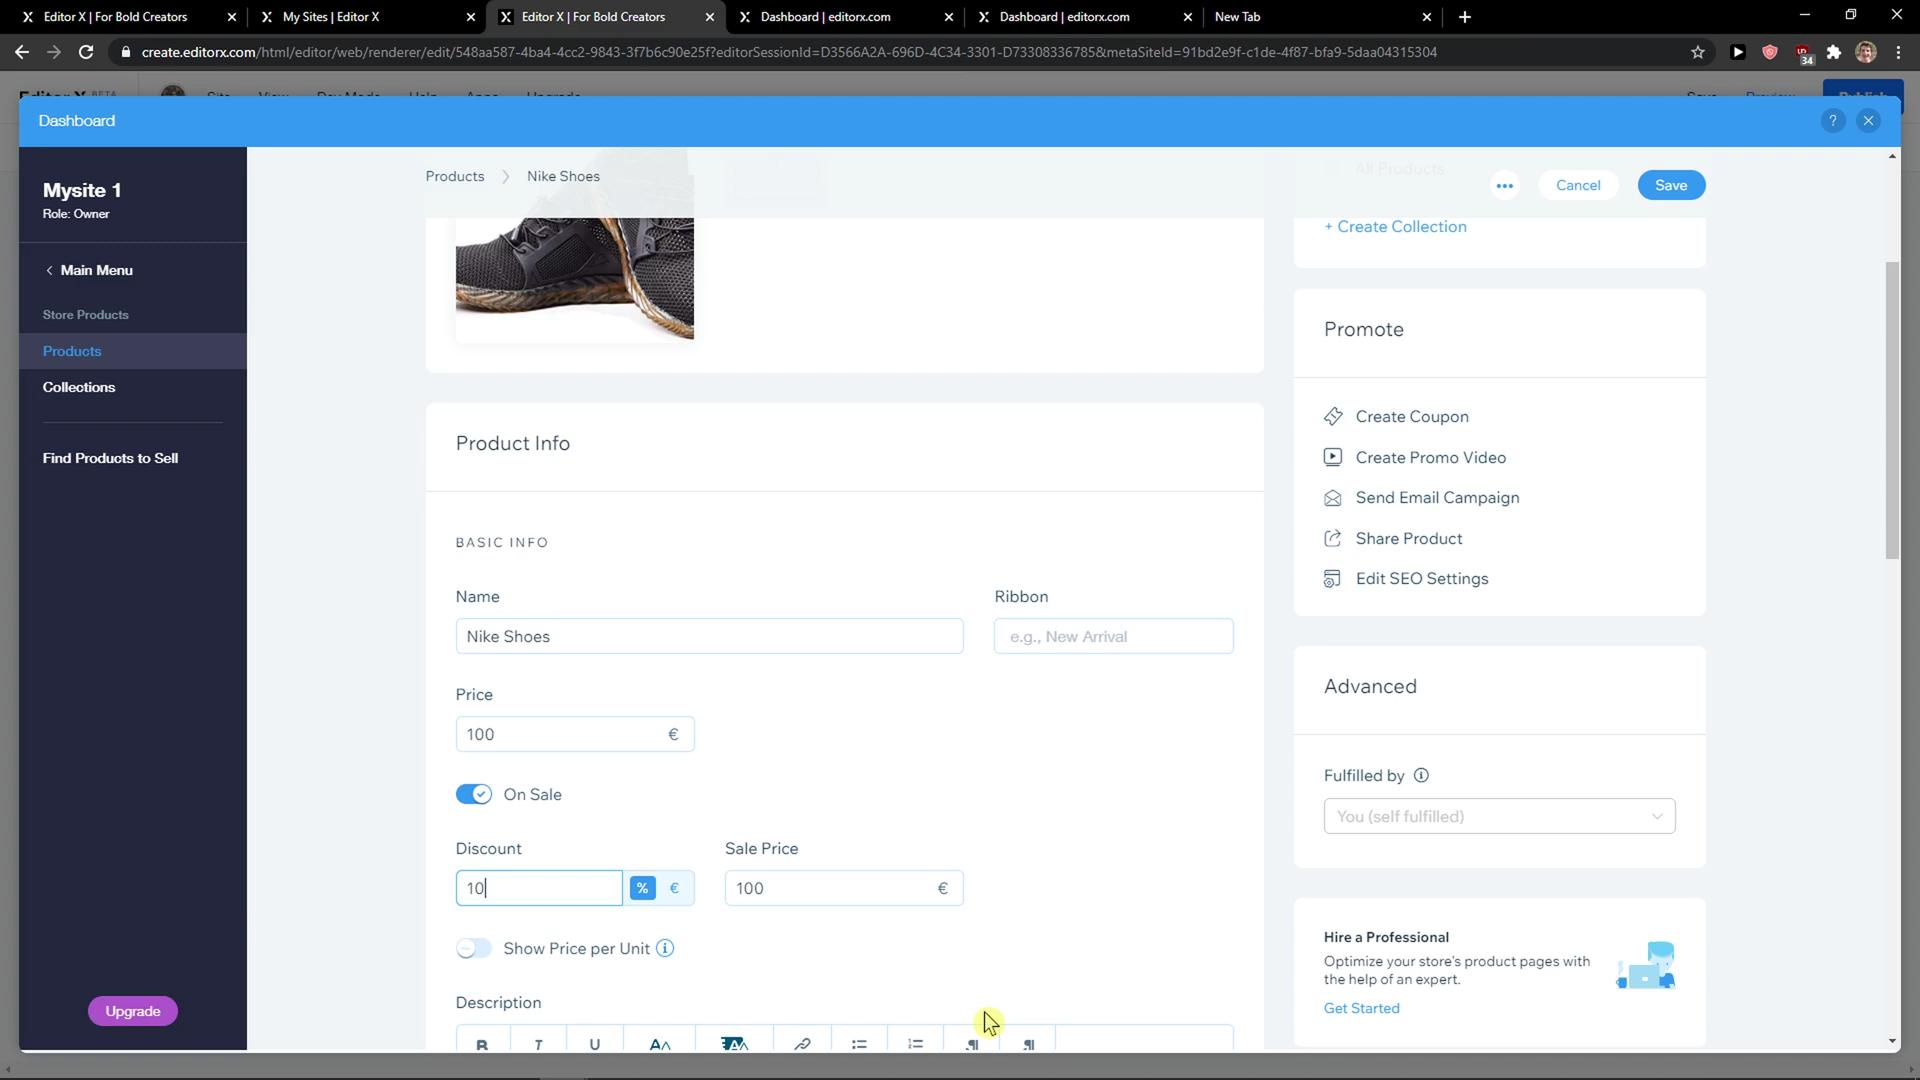 Editor X | For Bold Creators
My Sites | Editor X
Editor X | For Bold Creators
Dashboard | editorx.com
Dashboard | editorx.com
New Tab
create.editorx.com/html/editor/web/renderer/edit/548aa587-4ba4-4cc2-9843-3f7b6c90e25f?editorSessionId=D3566A2A-696D-4C34-3301-D73308336785&metaSiteId=91bd2e9f-c1de-4f87-bfa9-5daa04315304
34
Editor X BETA
Site View Dev Mode Help Apps Upgrade
Save Preview Publish
Dashboard
?
Mysite 1
Role: Owner
Main Menu
Store Products
Products
Collections
Find Products to Sell
Upgrade
Products > Nike Shoes
All Products
Cancel
Save
+ Create Collection
Product Info
BASIC INFO
Name
Nike Shoes
Ribbon
e.g., New Arrival
Price
100 €
On Sale
Discount
10 % €
Sale Price
100 €
Show Price per Unit
Description
B T U
Promote
Create Coupon
Create Promo Video
Send Email Campaign
Share Product
Edit SEO Settings
Advanced
Fulfilled by
You (self fulfilled)
Hire a Professional
Optimize your store's product pages with
the help of an expert.
Get Started